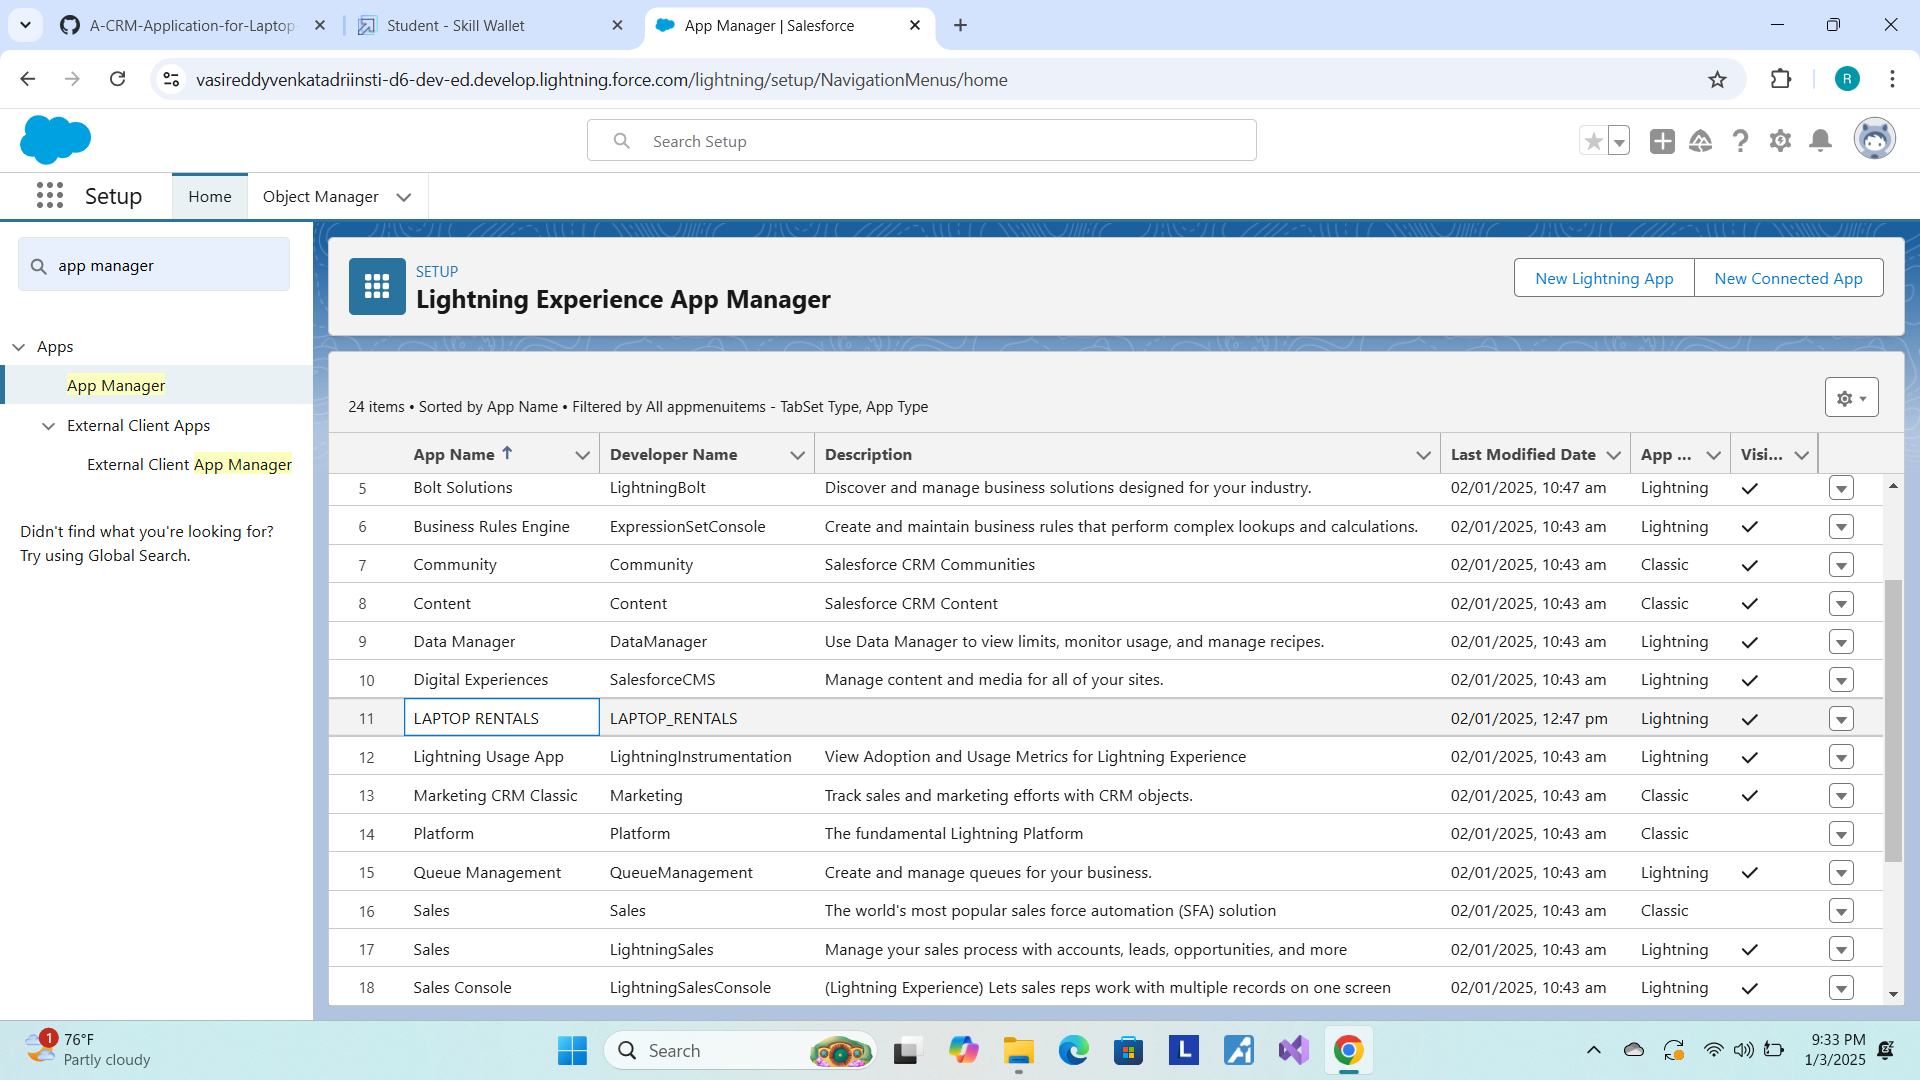 A-CRM-Application-for-Laptop-
Student - Skill Wallet
App Manager | Salesforce
vasireddyvenkatadriinsti-d6-dev-ed.develop.lightning.force.com/lightning/setup/NavigationMenus/home
R
Search Setup
Setup
Home
Object Manager
app manager
Apps
App Manager
External Client Apps
External Client App Manager
Didn't find what you're looking for?
Try using Global Search.
SETUP
Lightning Experience App Manager
New Lightning App
New Connected App
24 items • Sorted by App Name • Filtered by All appmenuitems - TabSet Type, App Type
App Name Developer Name Description Last Modified Date App ... Visi...
5 Bolt Solutions LightningBolt Discover and manage business solutions designed for your industry. 02/01/2025, 10:47 am Lightning
6 Business Rules Engine ExpressionSetConsole Create and maintain business rules that perform complex lookups and calculations. 02/01/2025, 10:43 am Lightning
7 Community Community Salesforce CRM Communities 02/01/2025, 10:43 am Classic
8 Content Content Salesforce CRM Content 02/01/2025, 10:43 am Classic
9 Data Manager DataManager Use Data Manager to view limits, monitor usage, and manage recipes. 02/01/2025, 10:43 am Lightning
10 Digital Experiences SalesforceCMS Manage content and media for all of your sites. 02/01/2025, 10:43 am Lightning
11 LAPTOP RENTALS LAPTOP_RENTALS 02/01/2025, 12:47 pm Lightning
12 Lightning Usage App LightningInstrumentation View Adoption and Usage Metrics for Lightning Experience 02/01/2025, 10:43 am Lightning
13 Marketing CRM Classic Marketing Track sales and marketing efforts with CRM objects. 02/01/2025, 10:43 am Classic
14 Platform Platform The fundamental Lightning Platform 02/01/2025, 10:43 am Classic
15 Queue Management QueueManagement Create and manage queues for your business. 02/01/2025, 10:43 am Lightning
16 Sales Sales The world's most popular sales force automation (SFA) solution 02/01/2025, 10:43 am Classic
17 Sales LightningSales Manage your sales process with accounts, leads, opportunities, and more 02/01/2025, 10:43 am Lightning
18 Sales Console LightningSalesConsole (Lightning Experience) Lets sales reps work with multiple records on one screen 02/01/2025, 10:43 am Lightning
1
76°F
Partly cloudy
Search
L
9:33 PM
1/3/2025